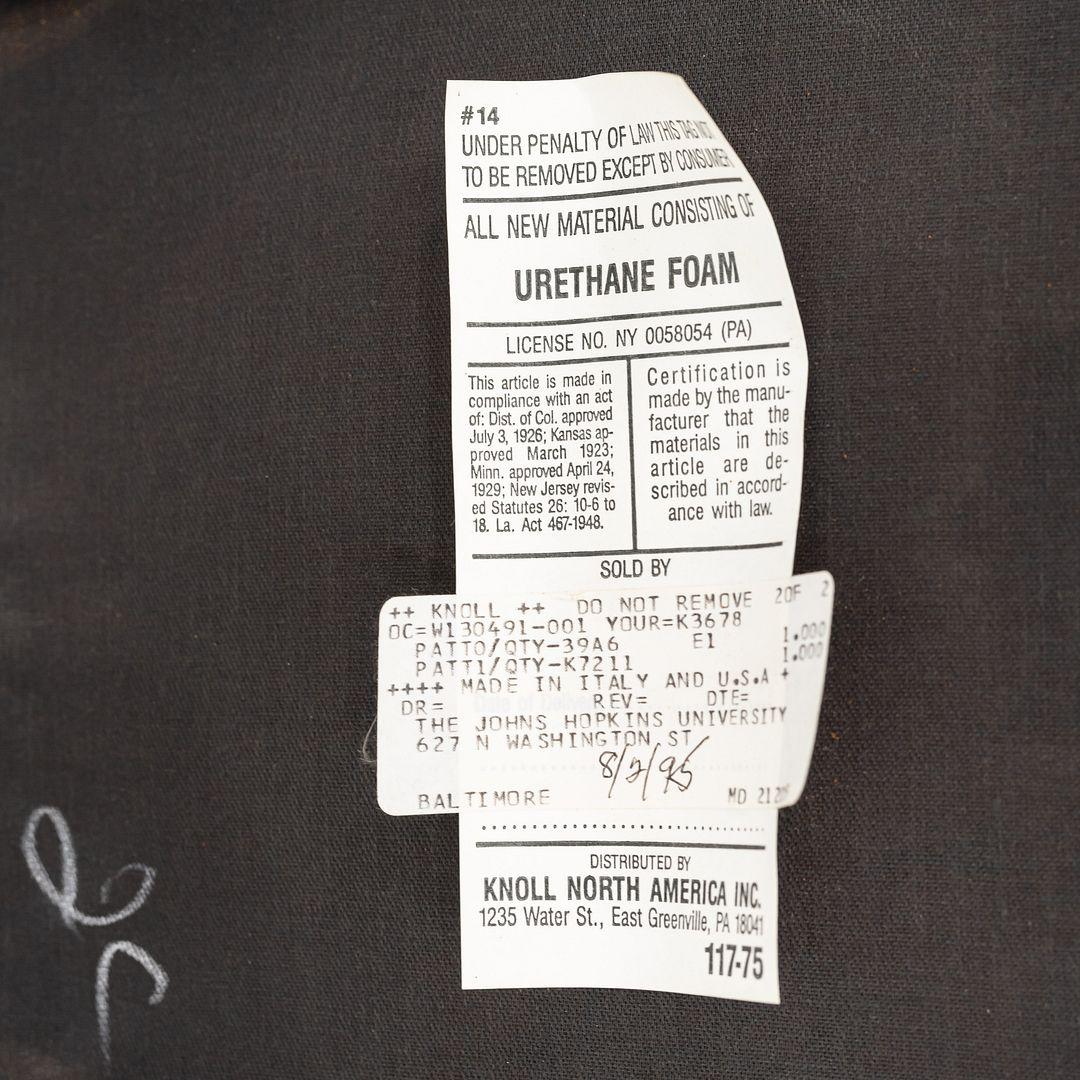 #14
UNDER PENALTY OF LAW THIS TAG NOT
TO BE REMOVED EXCEPT BY CONSUMER
ALL NEW MATERIAL CONSISTING OF
URETHANE FOAM
LICENSE NO. NY 0058054 (PA)
This article is made in
compliance with an act
of: Dist. of Col. approved
July 3, 1926; Kansas ap-
proved March 1923;
Minn. approved April 24,
1929; New Jersey revis-
ed Statutes 26: 10-6 to
18. La. Act 467-1948.
Certification is
made by the manu-
facturer that the
materials in this
article are de-
scribed in accord-
ance with law.
SOLD BY
++ KNOLL ++ DO NOT REMOVE 2OF 2
OC=W130491-001 YOUR=K3678
PATTO/QTY-39A6 E1 1.000
PATT1/QTY-K7211 1.000
++++ MADE IN ITALY AND U.S.A +
DR= REV= DTE=
THE JOHNS HOPKINS UNIVERSITY
627 N WASHINGTON ST
8/2/95
BALTIMORE MD
DISTRIBUTED BY
KNOLL NORTH AMERICA INC.
1235 Water St., East Greenville, PA 18041
117-75